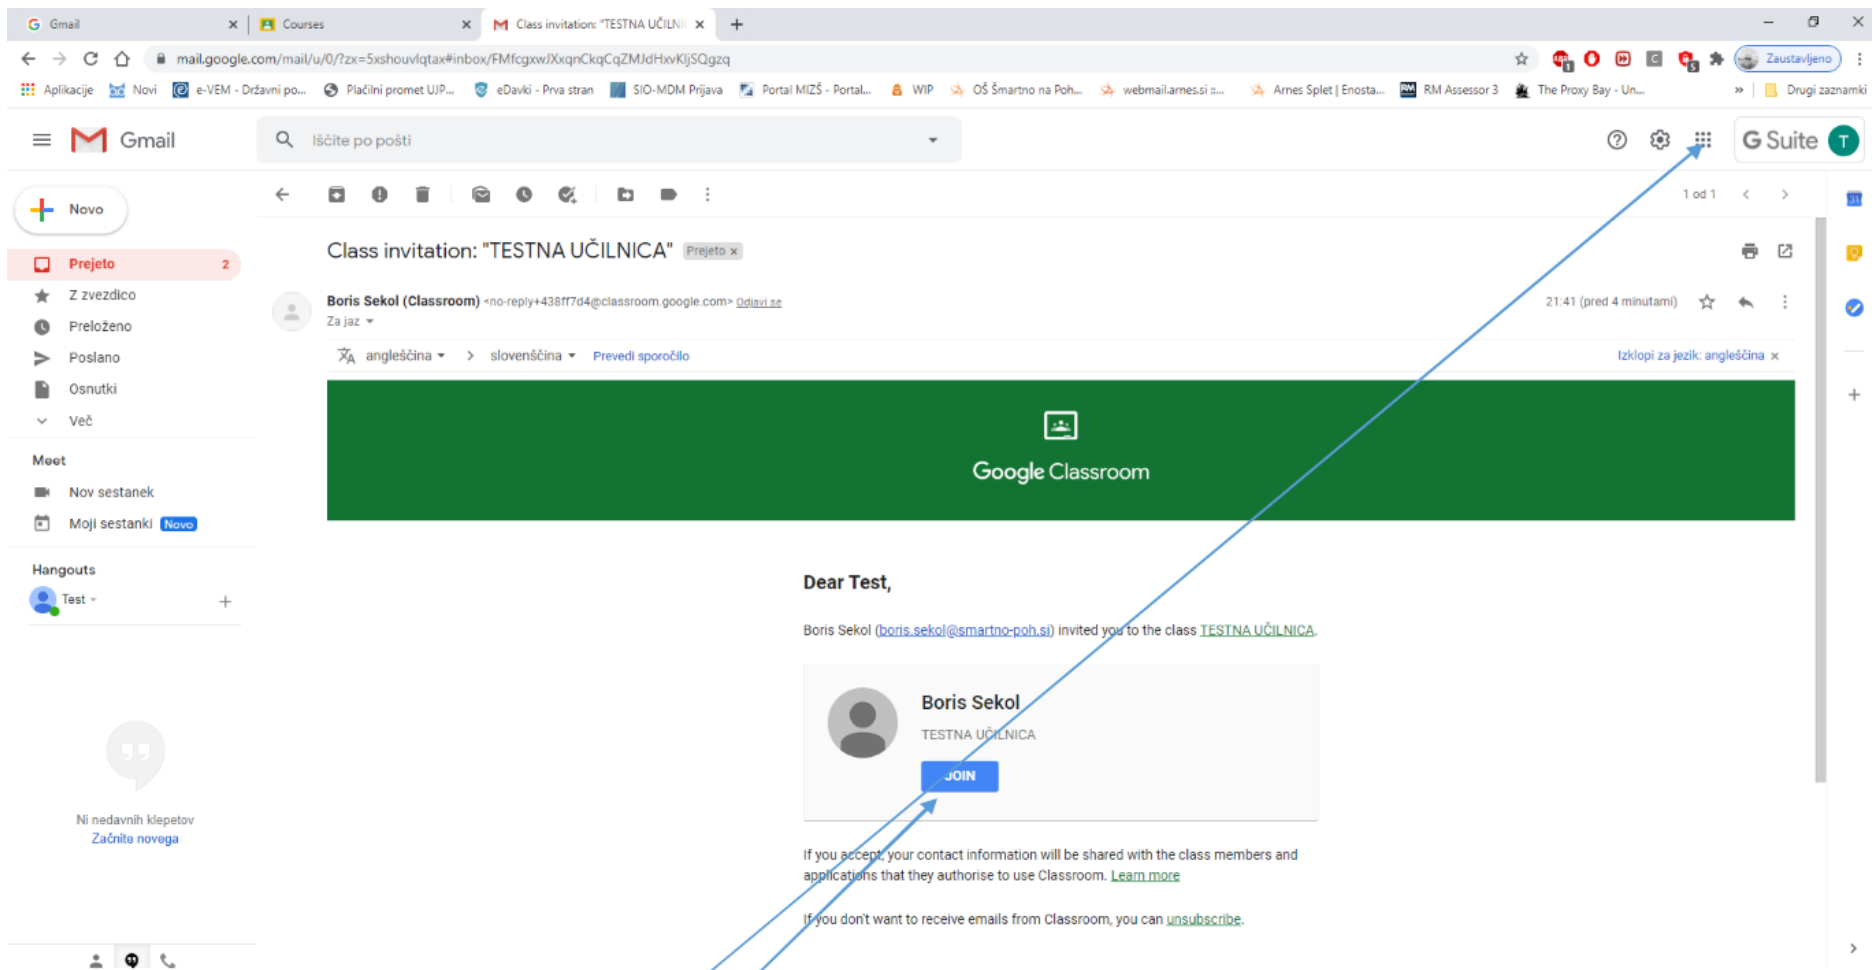 Gmail
Courses
Class invitation: "TESTNA UČILNI
mail.google.com/mail/u/0/?zx=5xshouvlqtax#inbox/FMfcgxwJXxqnCkqCqZMJdHxvKljSQgzq
Zaustavljeno
Aplikacije Novi e-VEM - Državni po... Plačilni promet UJP... eDavki - Prva stran SIO-MDM Prijava Portal MIZŠ - Portal... WIP OŠ Šmartno na Poh... webmail.arnes.si ::... Arnes Splet | Enosta... RM Assessor 3 The Proxy Bay - Un... » Drugi zaznamki
Gmail
Iščite po pošti
G Suite T
Novo
1 od 1
Class invitation: "TESTNA UČILNICA" Prejeto x
Prejeto 2
Z zvezdico
Preloženo
Poslano
Osnutki
Več
Boris Sekol (Classroom) <no-reply+438ff7d4@classroom.google.com> Odjavi se
21:41 (pred 4 minutami)
Za jaz
angleščina > slovenščina Prevedi sporočilo
Izklopi za jezik: angleščina x
Google Classroom
Meet
Nov sestanek
Moji sestanki Novo
Hangouts
Test
Ni nedavnih klepetov
Začnite novega
Dear Test,
Boris Sekol (boris.sekol@smartno-poh.si) invited you to the class TESTNA UČILNICA.
Boris Sekol
TESTNA UČILNICA
JOIN
If you accept, your contact information will be shared with the class members and
applications that they authorise to use Classroom. Learn more
If you don't want to receive emails from Classroom, you can unsubscribe.